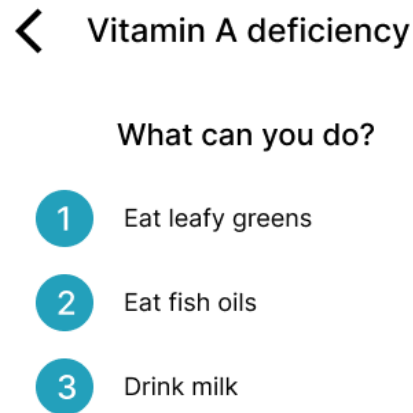 Vitamin A deficiency
What can you do?
1 Eat leafy greens
2 Eat fish oils
3 Drink milk